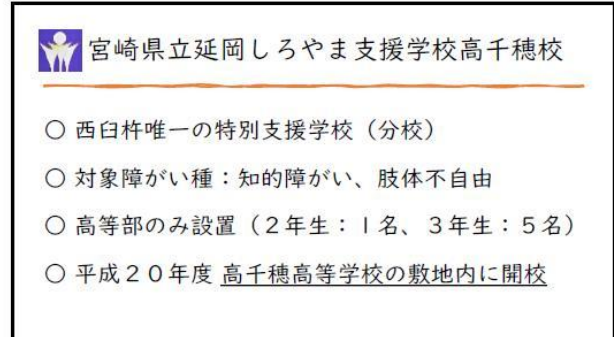 宮崎県立延岡しろやま支援学校高千穂校
○ 西臼杵唯一の特別支援学校（分校）
○ 対象障がい種：知的障がい、肢体不自由
○ 高等部のみ設置（２年生：１名、３年生：５名）
○ 平成２０年度 高千穂高等学校の敷地内に開校